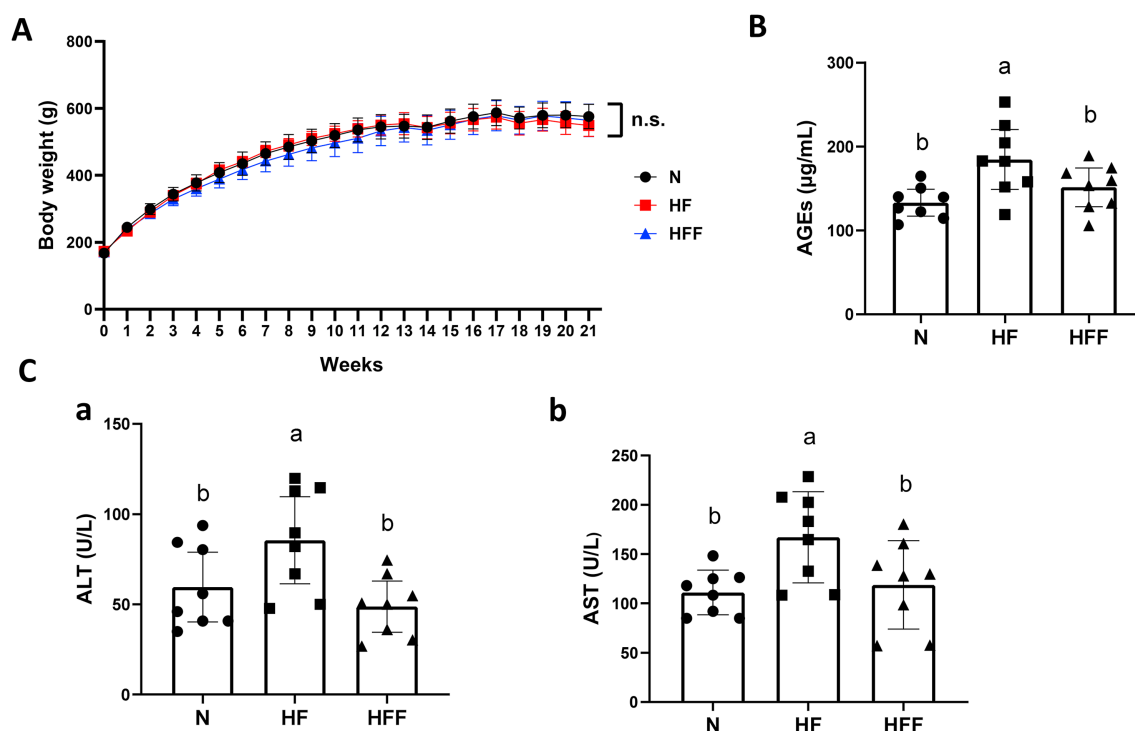 A
800
600
400
200
0
Body weight (g)
0 1 2 3 4 5 6 7 8 9 10 11 12 13 14 15 16 17 18 19 20 21
Weeks
n.s.
N
HF
HFF
B
300
200
100
0
AGEs (µg/mL)
b
a
b
N HF HFF
C
a
150
100
50
0
ALT (U/L)
b
a
b
N HF HFF
b
250
200
150
100
50
0
AST (U/L)
b
a
b
N HF HFF